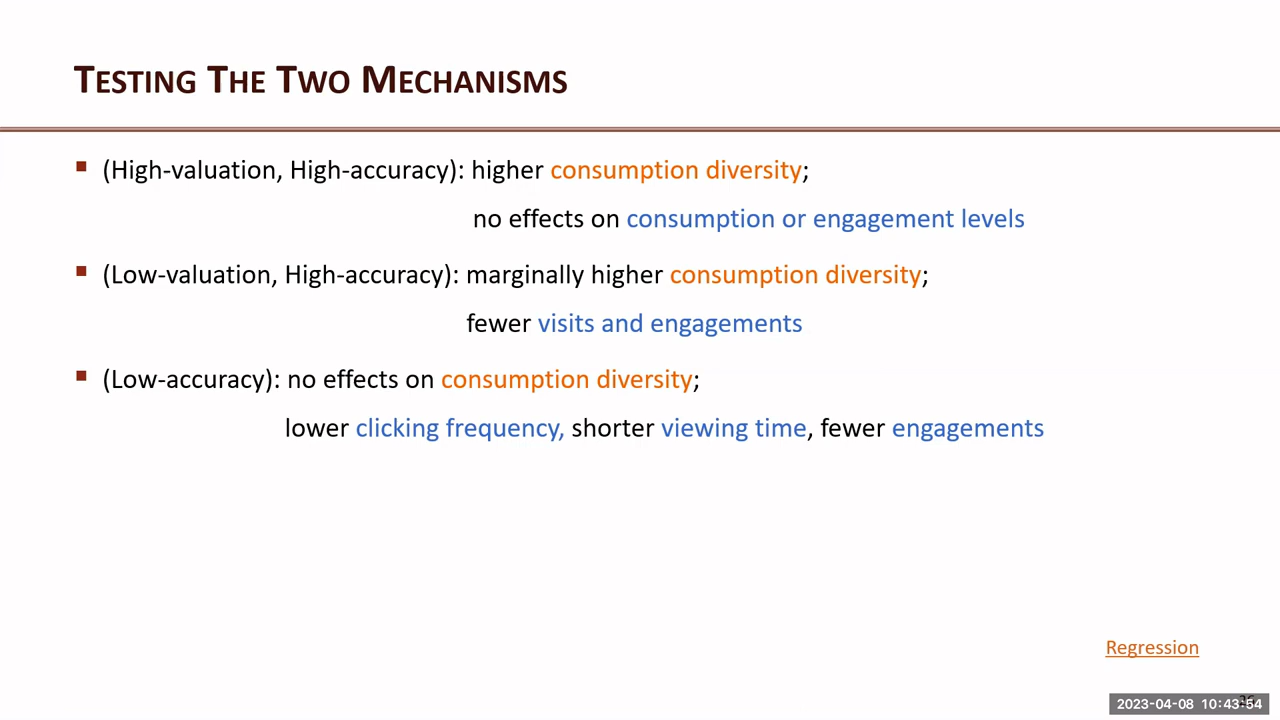 TESTING THE TWO MECHANISMS
(High-valuation, High-accuracy): higher consumption diversity;
no effects on consumption or engagement levels
(Low-valuation, High-accuracy): marginally higher consumption diversity;
fewer visits and engagements
(Low-accuracy): no effects on consumption diversity;
lower clicking frequency, shorter viewing time, fewer engagements
Regression
2023-04-08 10:43:54